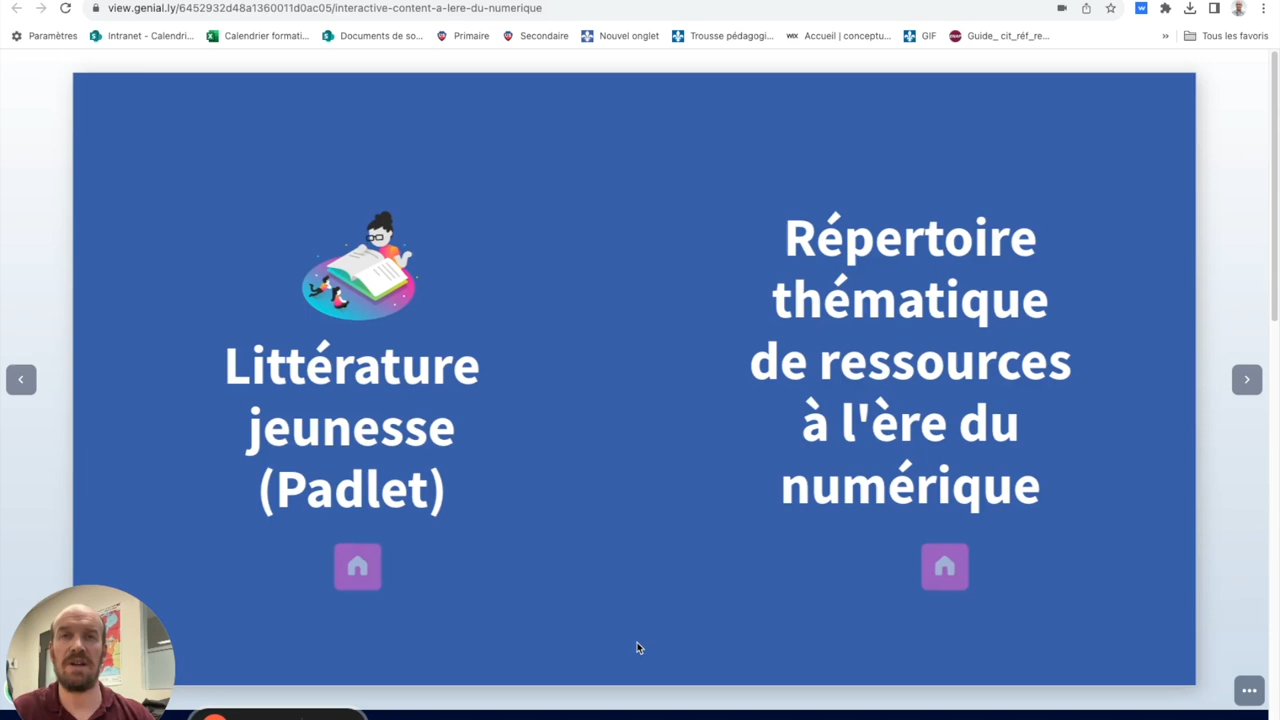 view.genial.ly/6452932d48a1360011d0ac05/interactive-content-a-lere-du-numerique
Paramètres
Intranet - Calendri...
Calendrier formati...
Documents de so...
Primaire
Secondaire
Nouvel onglet
Trousse pédagogi...
WIX
Accueil | conceptu...
GIF
Guide_ cit_réf_re...
»
Tous les favoris
Littérature
jeunesse
(Padlet)
Répertoire
thématique
de ressources
à l'ère du
numérique